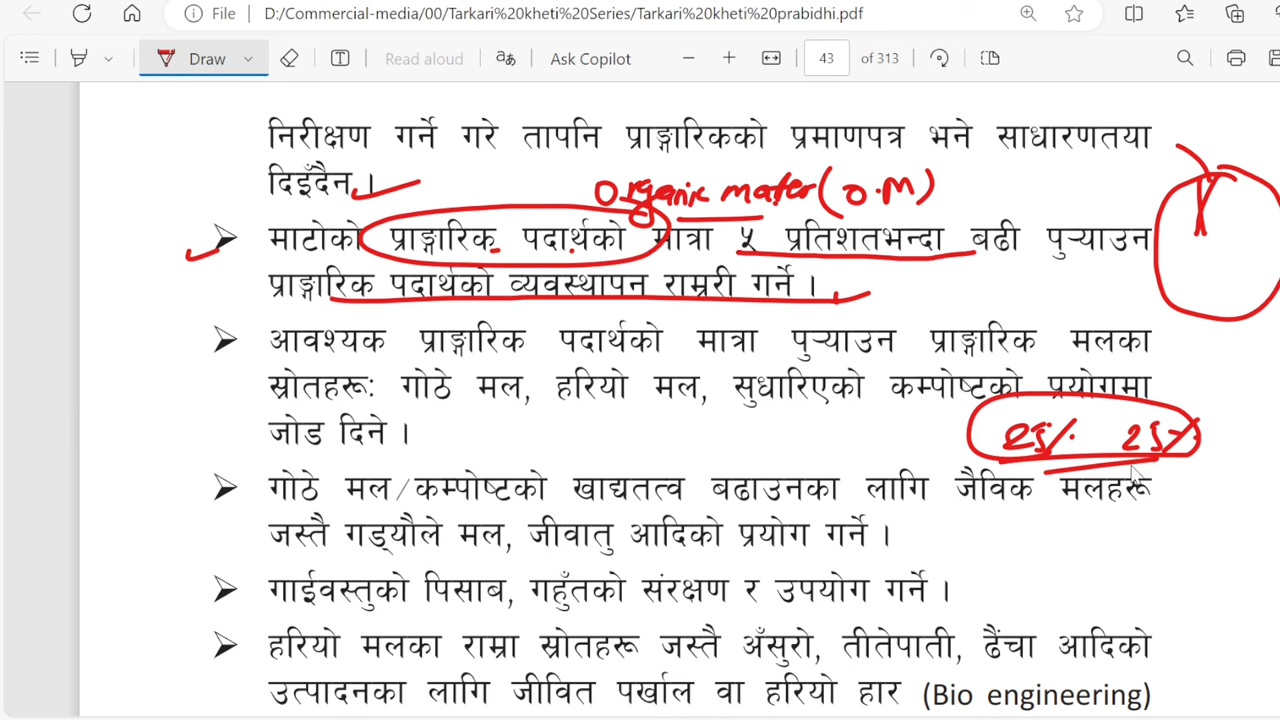 File D:/Commercial-media/00/Tarkari%20kheti%20Series/Tarkari%20kheti%20prabidhi.pdf
Draw Read aloud aあ Ask Copilot 43 of 313
निरीक्षण गर्ने गरे तापनि प्राङ्गारिकको प्रमाणपत्र भने साधारणतया
दिइँदैन ।
Organic mater (O.M)
➢ माटोको प्राङ्गारिक पदार्थको मात्रा ५ प्रतिशतभन्दा बढी पुऱ्याउन
प्राङ्गारिक पदार्थको व्यवस्थापन राम्ररी गर्ने ।
➢ आवश्यक प्राङ्गारिक पदार्थको मात्रा पुऱ्याउन प्राङ्गारिक मलका
स्रोतहरूः गोठे मल, हरियो मल, सुधारिएको कम्पोष्टको प्रयोगमा
जोड दिने ।
25% 25%
➢ गोठे मल/कम्पोष्टको खाद्यतत्व बढाउनका लागि जैविक मलहरू
जस्तै गड्यौले मल, जीवातु आदिको प्रयोग गर्ने ।
➢ गाईवस्तुको पिसाब, गहुँतको संरक्षण र उपयोग गर्ने ।
➢ हरियो मलका राम्रा स्रोतहरू जस्तै अँसुरो, तीतेपाती, ढैंचा आदिको
उत्पादनका लागि जीवित पर्खाल वा हरियो हार (Bio engineering)